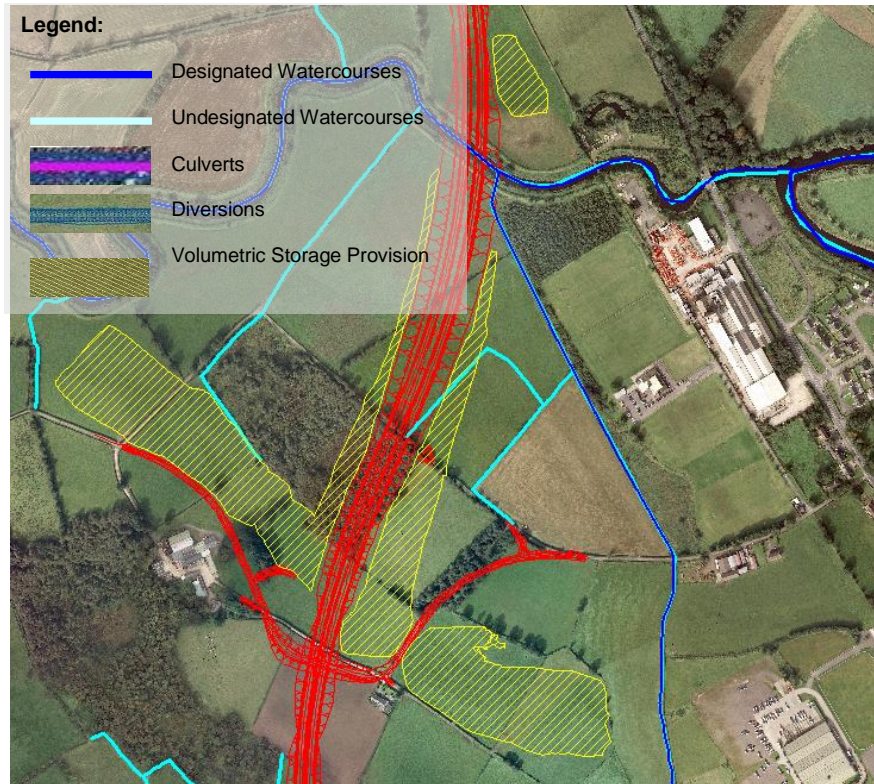 Legend:
Designated Watercourses
Undesignated Watercourses
Culverts
Diversions
Volumetric Storage Provision